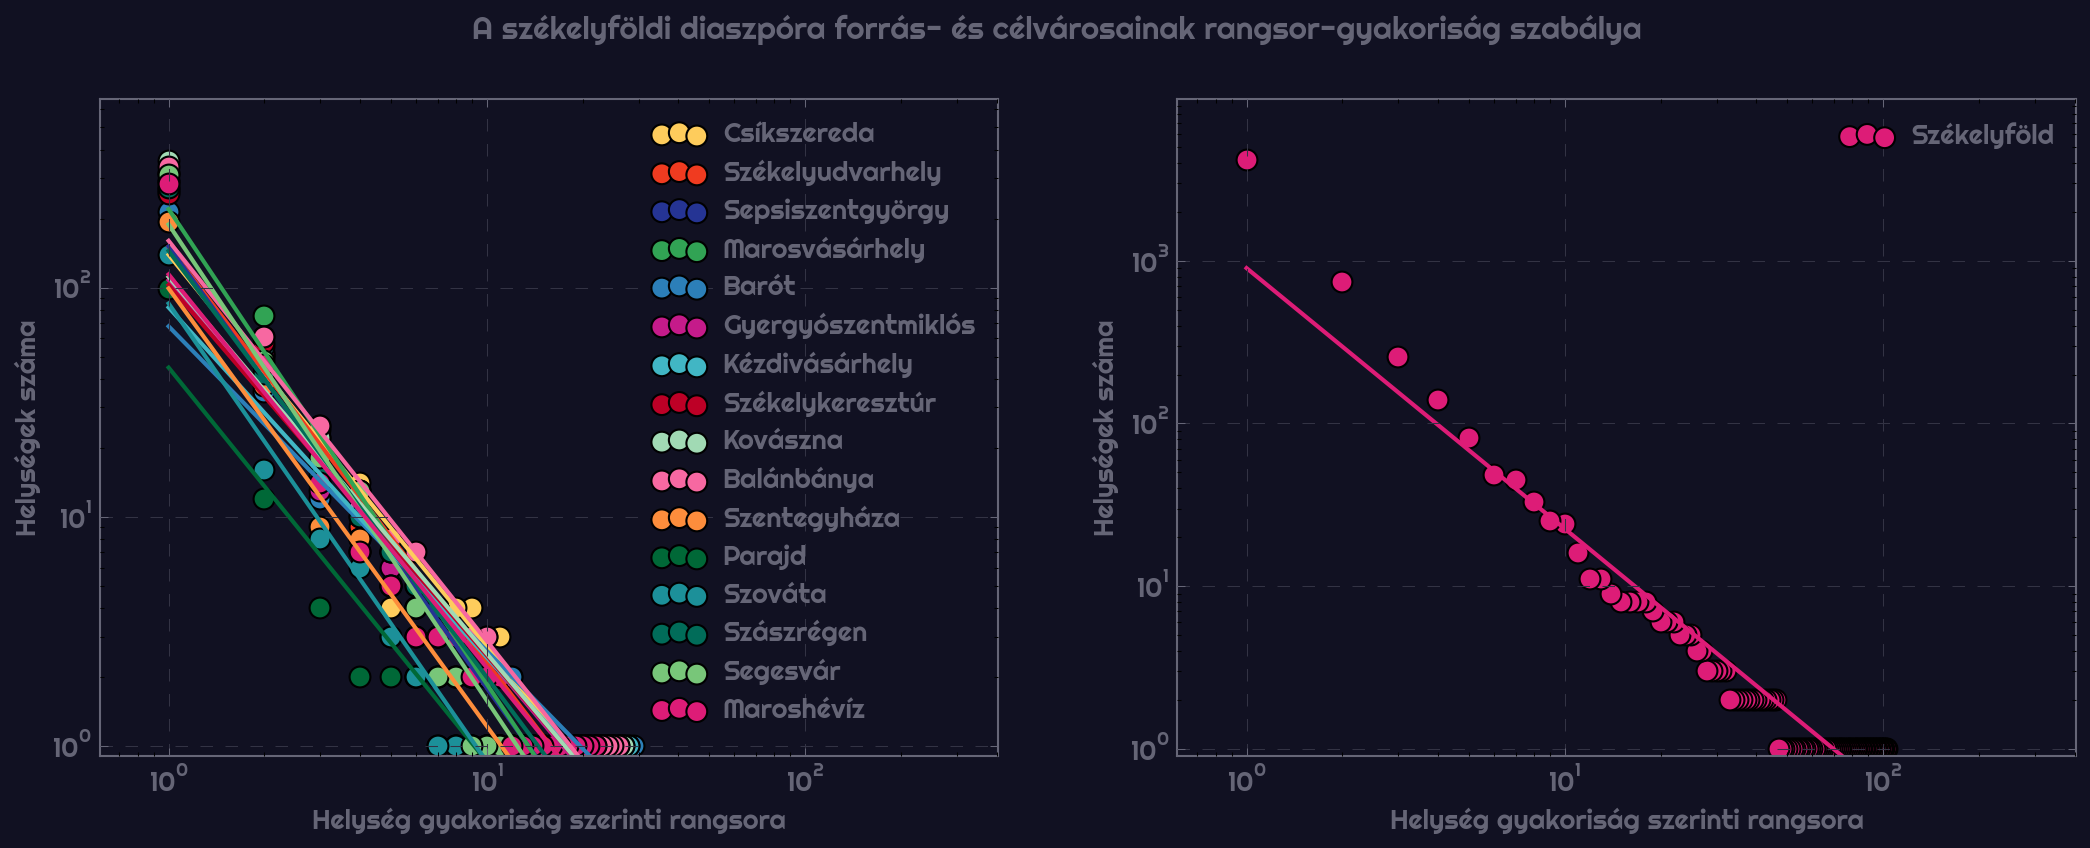 A székelyföldi diaszpóra forrás- és célvárosainak rangsor-gyakoriság szabálya
Helységek száma
10²
10¹
10⁰
10⁰ 10¹ 10²
Helység gyakoriság szerinti rangsora
Csíkszereda
Székelyudvarhely
Sepsiszentgyörgy
Marosvásárhely
Barót
Gyergyószentmiklós
Kézdivásárhely
Székelykeresztúr
Kovászna
Balánbánya
Szentegyháza
Parajd
Szováta
Szászrégen
Segesvár
Maroshévíz
Helységek száma
10³
10²
10¹
10⁰
10⁰ 10¹ 10²
Helység gyakoriság szerinti rangsora
Székelyföld